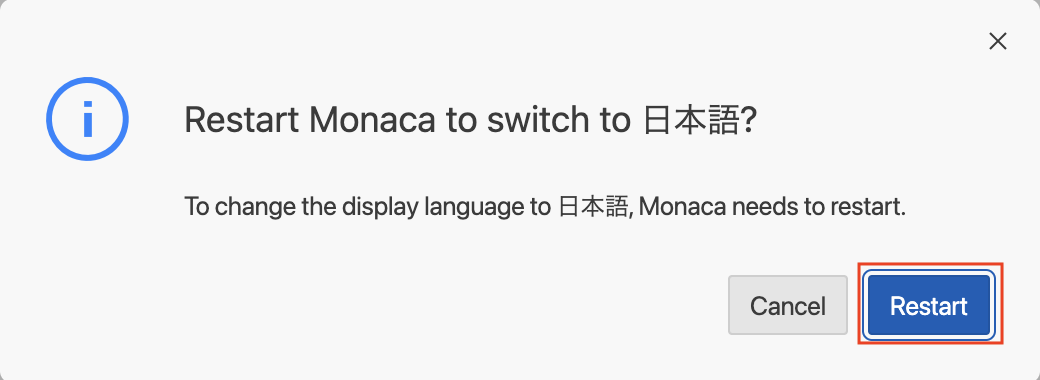 Restart Monaca to switch to 日本語?
To change the display language to 日本語, Monaca needs to restart.
Cancel
Restart